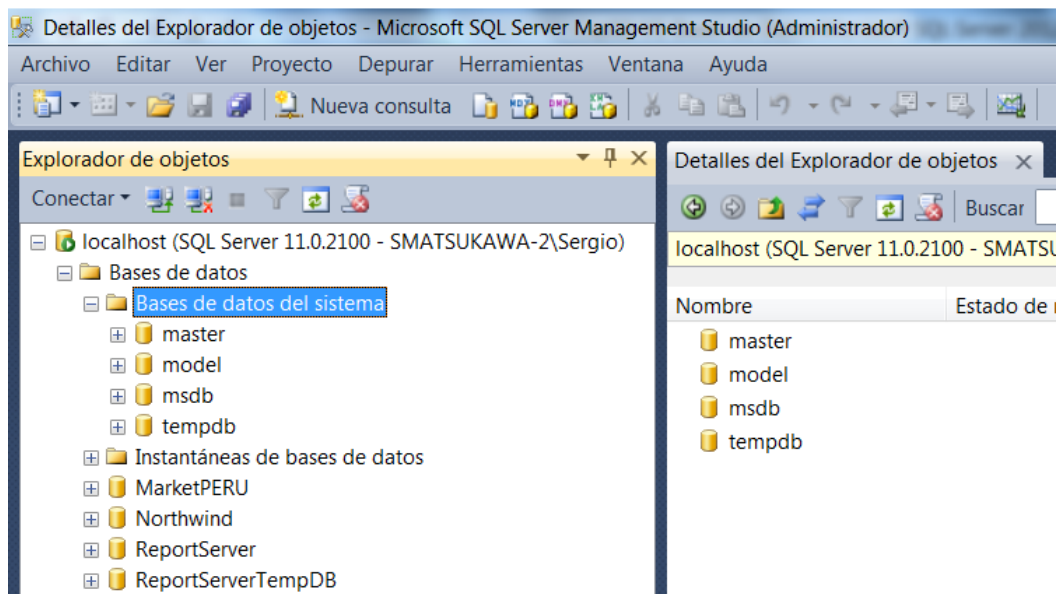 Detalles del Explorador de objetos - Microsoft SQL Server Management Studio (Administrador)
Archivo Editar Ver Proyecto Depurar Herramientas Ventana Ayuda
Nueva consulta
Explorador de objetos
Conectar
localhost (SQL Server 11.0.2100 - SMATSUKAWA-2\Sergio)
Bases de datos
Bases de datos del sistema
master
model
msdb
tempdb
Instantáneas de bases de datos
MarketPERU
Northwind
ReportServer
ReportServerTempDB
Detalles del Explorador de objetos
Buscar
localhost (SQL Server 11.0.2100 - SMATSU
Nombre Estado de
master
model
msdb
tempdb